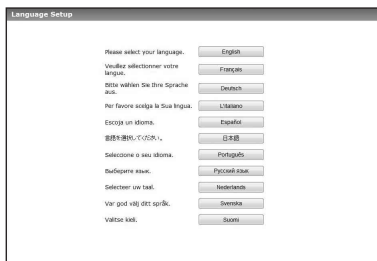 Language Setup
Please select your language. English
Veuillez sélectionner votre
langue. Français
Bitte wählen Sie Ihre Sprache
aus. Deutsch
Per favore scelga la Sua lingua. L'Italiano
Escoja un idioma. Español
言語を選択してください。 日本語
Seleccione o seu idioma. Português
Выберите язык. Русский язык
Selecteer uw taal. Nederlands
Var god välj ditt språk. Svenska
Valitse kieli. Suomi